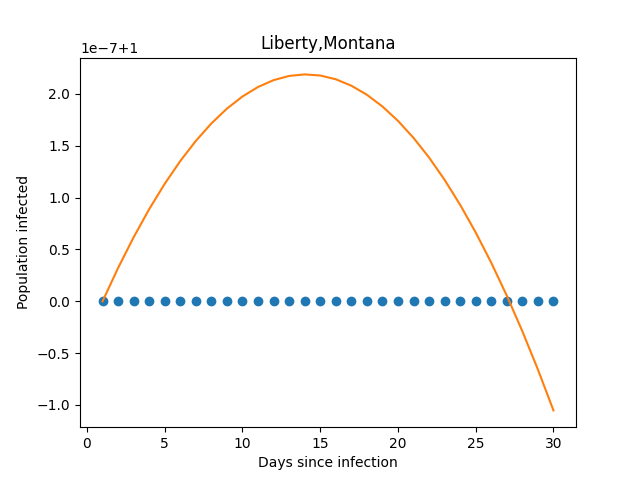 Liberty,Montana
1e−7+1
2.0
1.5
1.0
0.5
0.0
−0.5
−1.0
0 5 10 15 20 25 30
Days since infection
Population infected